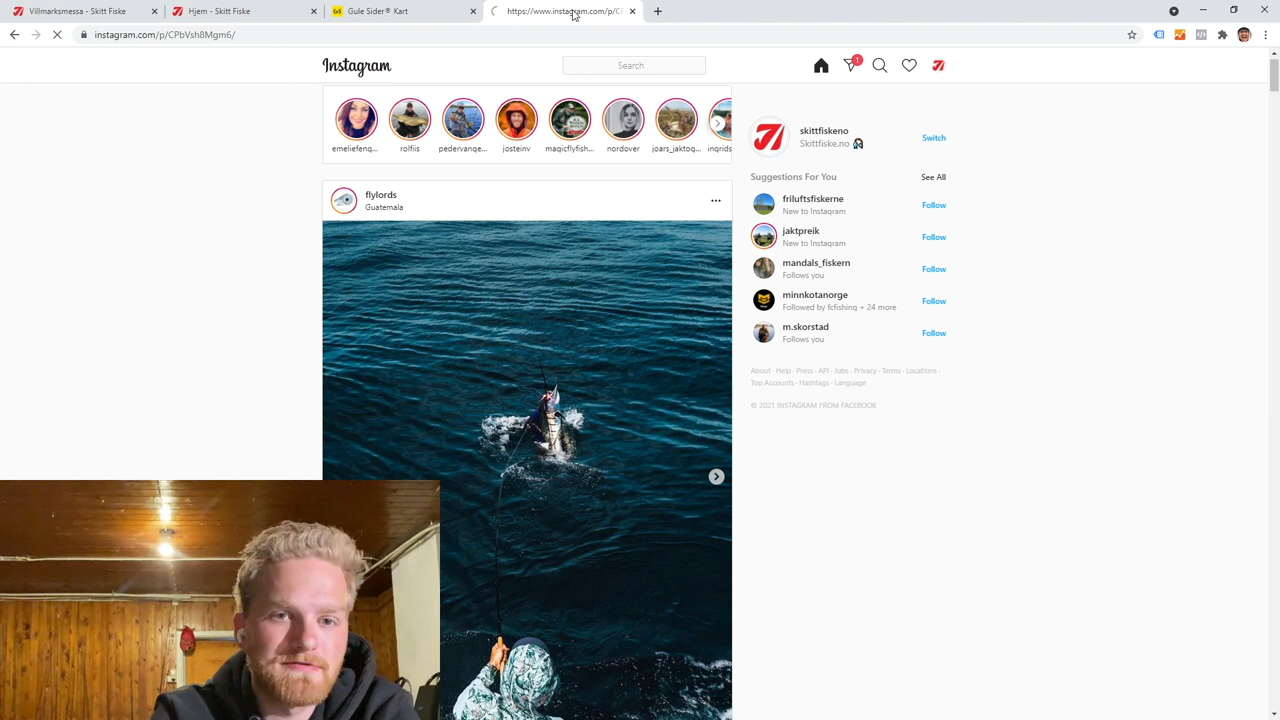 Villmarksmessa - Skitt Fiske
Hjem - Skitt Fiske
Gule Sider® Kart
https://www.instagram.com/p/CP
instagram.com/p/CPbVsh8Mgm6/
Instagram
Search
1
emeliefeng...
rolfiis
pedervange...
josteinv
magicflyfish...
nordover
joars_jaktog...
ingrids
flylords
Guatemala
skittfiskeno
Skittfiske.no
Switch
Suggestions For You
See All
friluftsfiskerne
New to Instagram
Follow
jaktpreik
New to Instagram
Follow
mandals_fiskern
Follows you
Follow
minnkotanorge
Followed by fcfishing + 24 more
Follow
m.skorstad
Follows you
Follow
About · Help · Press · API · Jobs · Privacy · Terms · Locations ·
Top Accounts · Hashtags · Language
© 2021 INSTAGRAM FROM FACEBOOK